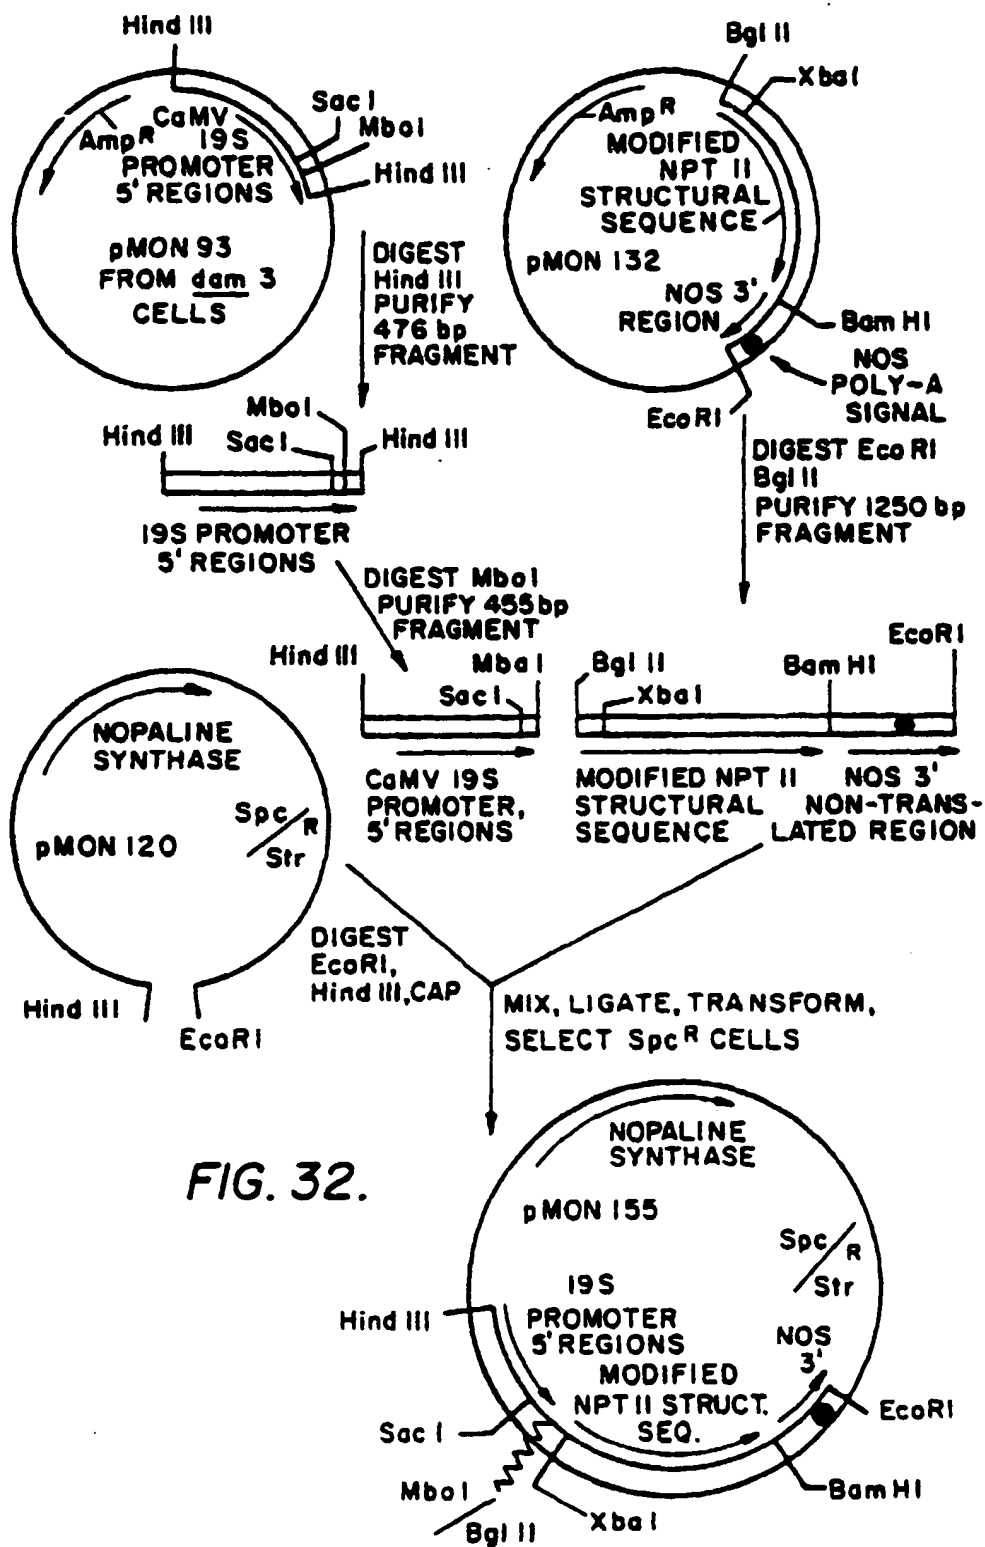 Hind III
Sac I
Mbo I
Hind III
Amp R
CaMV
19S
PROMOTER
5' REGIONS
pMON 93
FROM dam 3
CELLS
DIGEST
Hind III
PURIFY
476 bp
FRAGMENT
Bgl II
Xba I
Amp R
MODIFIED
NPT II
STRUCTURAL
SEQUENCE
pMON 132
NOS 3'
REGION
Bam HI
NOS
POLY-A
SIGNAL
EcoRI
DIGEST Eco RI
Bgl II
PURIFY 1250 bp
FRAGMENT
Hind III
Mbo I
Sac I
Hind III
19S PROMOTER
5' REGIONS
DIGEST Mbo I
PURIFY 455 bp
FRAGMENT
Hind III
Mba I
Sac I
CaMV 19S
PROMOTER,
5' REGIONS
Bgl II
Xba I
Bam HI
EcoRI
MODIFIED NPT II
STRUCTURAL
SEQUENCE
NOS 3'
NON-TRANS-
LATED REGION
NOPALINE
SYNTHASE
pMON 120
Spc R
Str
Hind III
EcoRI
DIGEST
EcoRI,
Hind III, CAP
MIX, LIGATE, TRANSFORM,
SELECT Spc R CELLS
FIG. 32.
NOPALINE
SYNTHASE
pMON 155
Spc R
Str
19S
PROMOTER
5' REGIONS
MODIFIED
NPT II STRUCT.
SEQ.
NOS
3'
Hind III
Sac I
Mbo I
Bgl II
Xba I
Bam HI
EcoRI